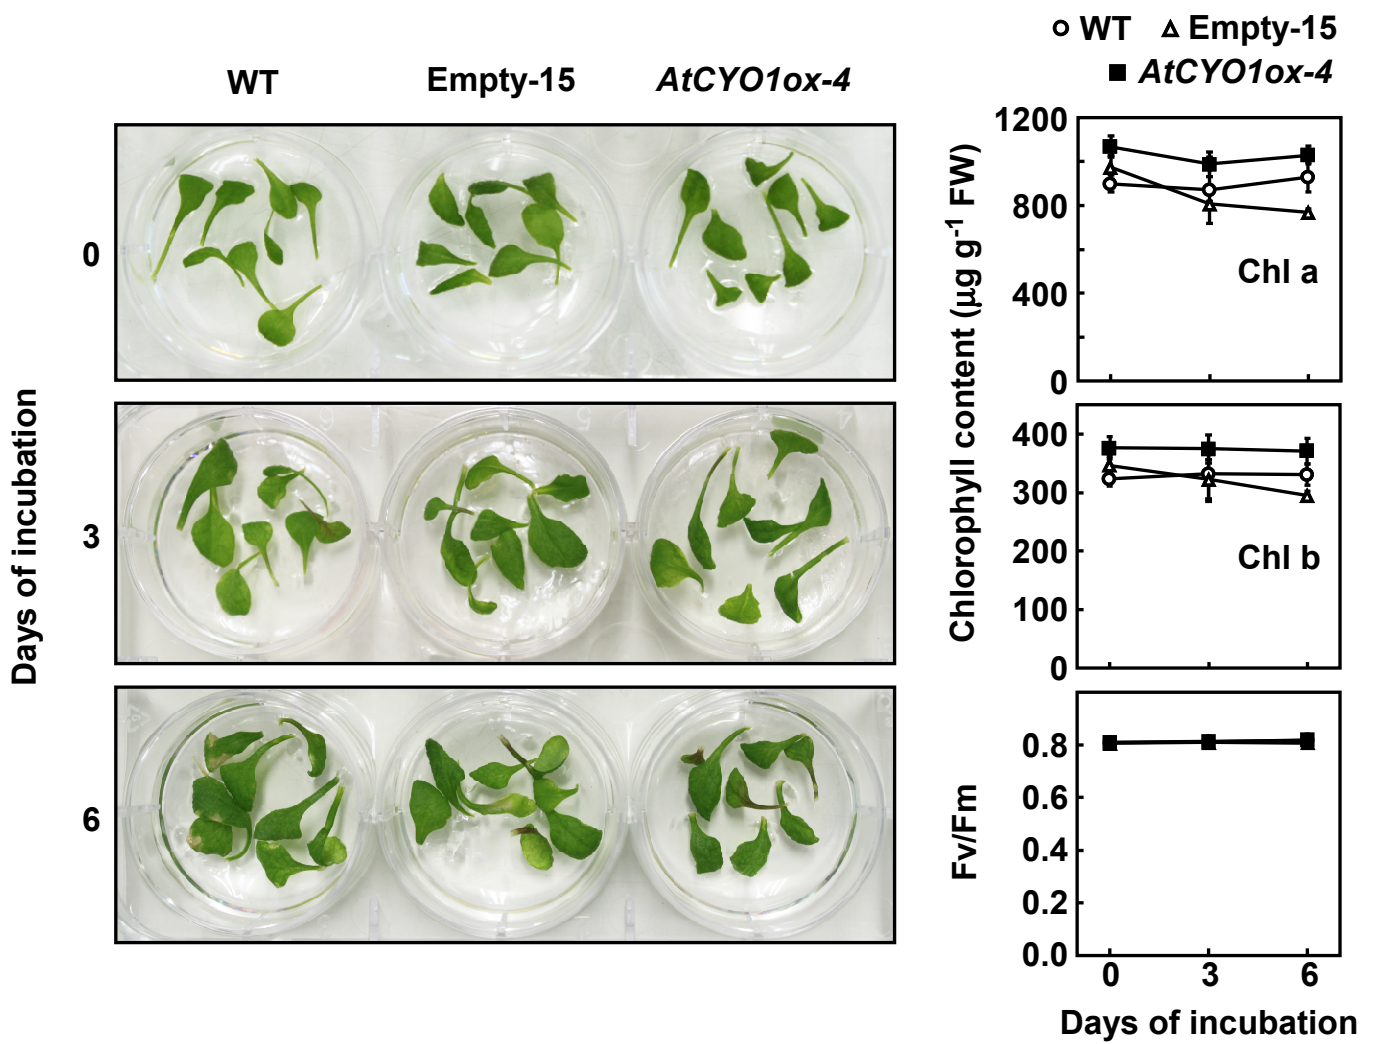 WT Empty-15
AtCYO1ox-4
WT Empty-15 AtCYO1ox-4
Days of incubation
0
3
6
Chlorophyll content (µg g-1 FW)
1200
800
400
0
Chl a
400
300
200
100
0
Chl b
Fv/Fm
0.8
0.6
0.4
0.2
0.0
0 3 6
Days of incubation